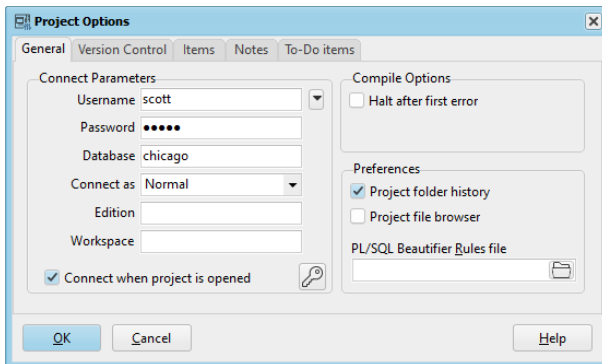 Project Options
General Version Control Items Notes To-Do items
Connect Parameters
Username scott
Password •••••
Database chicago
Connect as Normal
Edition
Workspace
Connect when project is opened
Compile Options
Halt after first error
Preferences
Project folder history
Project file browser
PL/SQL Beautifier Rules file
OK Cancel Help